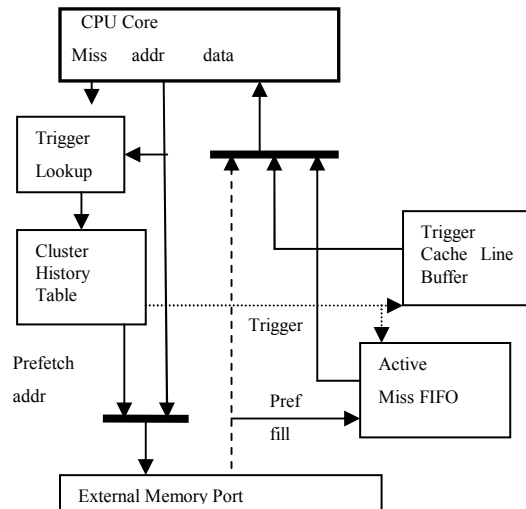 CPU Core
Miss addr data
Trigger
Lookup
Cluster
History
Table
Trigger
Cache Line
Buffer
Trigger
Prefetch
addr
Active
Miss FIFO
Pref
fill
External Memory Port